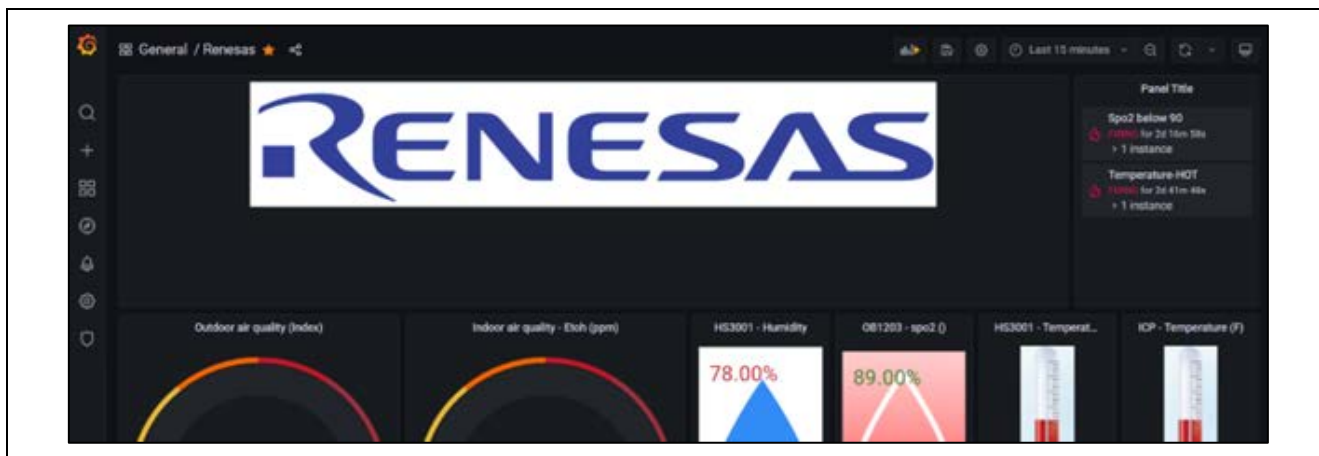 General / Renesas
Last 15 minutes
RENESAS
Panel Title
Spo2 below 90
for 2d 16m 58s
> 1 instance
Temperature-HOT
for 2d 41m 48s
> 1 instance
Outdoor air quality (Index)
Indoor air quality - Etoh (ppm)
HS3001 - Humidity
OB1203 - spo2 ()
HS3001 - Temperat...
ICP - Temperature (F)
78.00%
89.00%